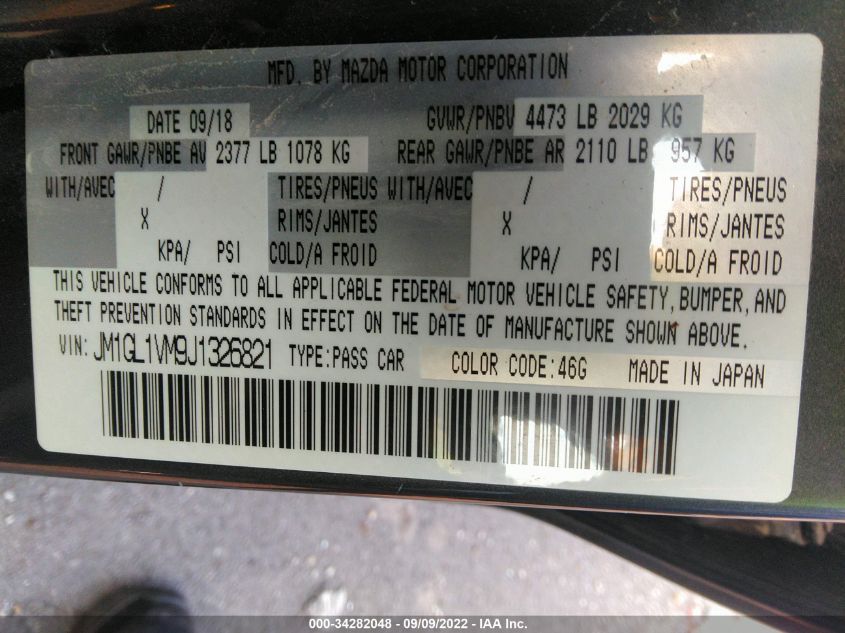 MFD. BY MAZDA MOTOR CORPORATION
DATE 09/18 GVWR/PNBV 4473 LB 2029 KG
FRONT GAWR/PNBE AV 2377 LB 1078 KG REAR GAWR/PNBE AR 2110 LB 957 KG
WITH/AVEC / TIRES/PNEUS WITH/AVEC / TIRES/PNEUS
X RIMS/JANTES X RIMS/JANTES
KPA/ PSI COLD/A FROID KPA/ PSI COLD/A FROID
THIS VEHICLE CONFORMS TO ALL APPLICABLE FEDERAL MOTOR VEHICLE SAFETY, BUMPER, AND
THEFT PREVENTION STANDARDS IN EFFECT ON THE DATE OF MANUFACTURE SHOWN ABOVE.
VIN: JM1GL1VM9J1326821 TYPE:PASS CAR COLOR CODE:46G MADE IN JAPAN
000-34282048 - 09/09/2022 - IAA Inc.